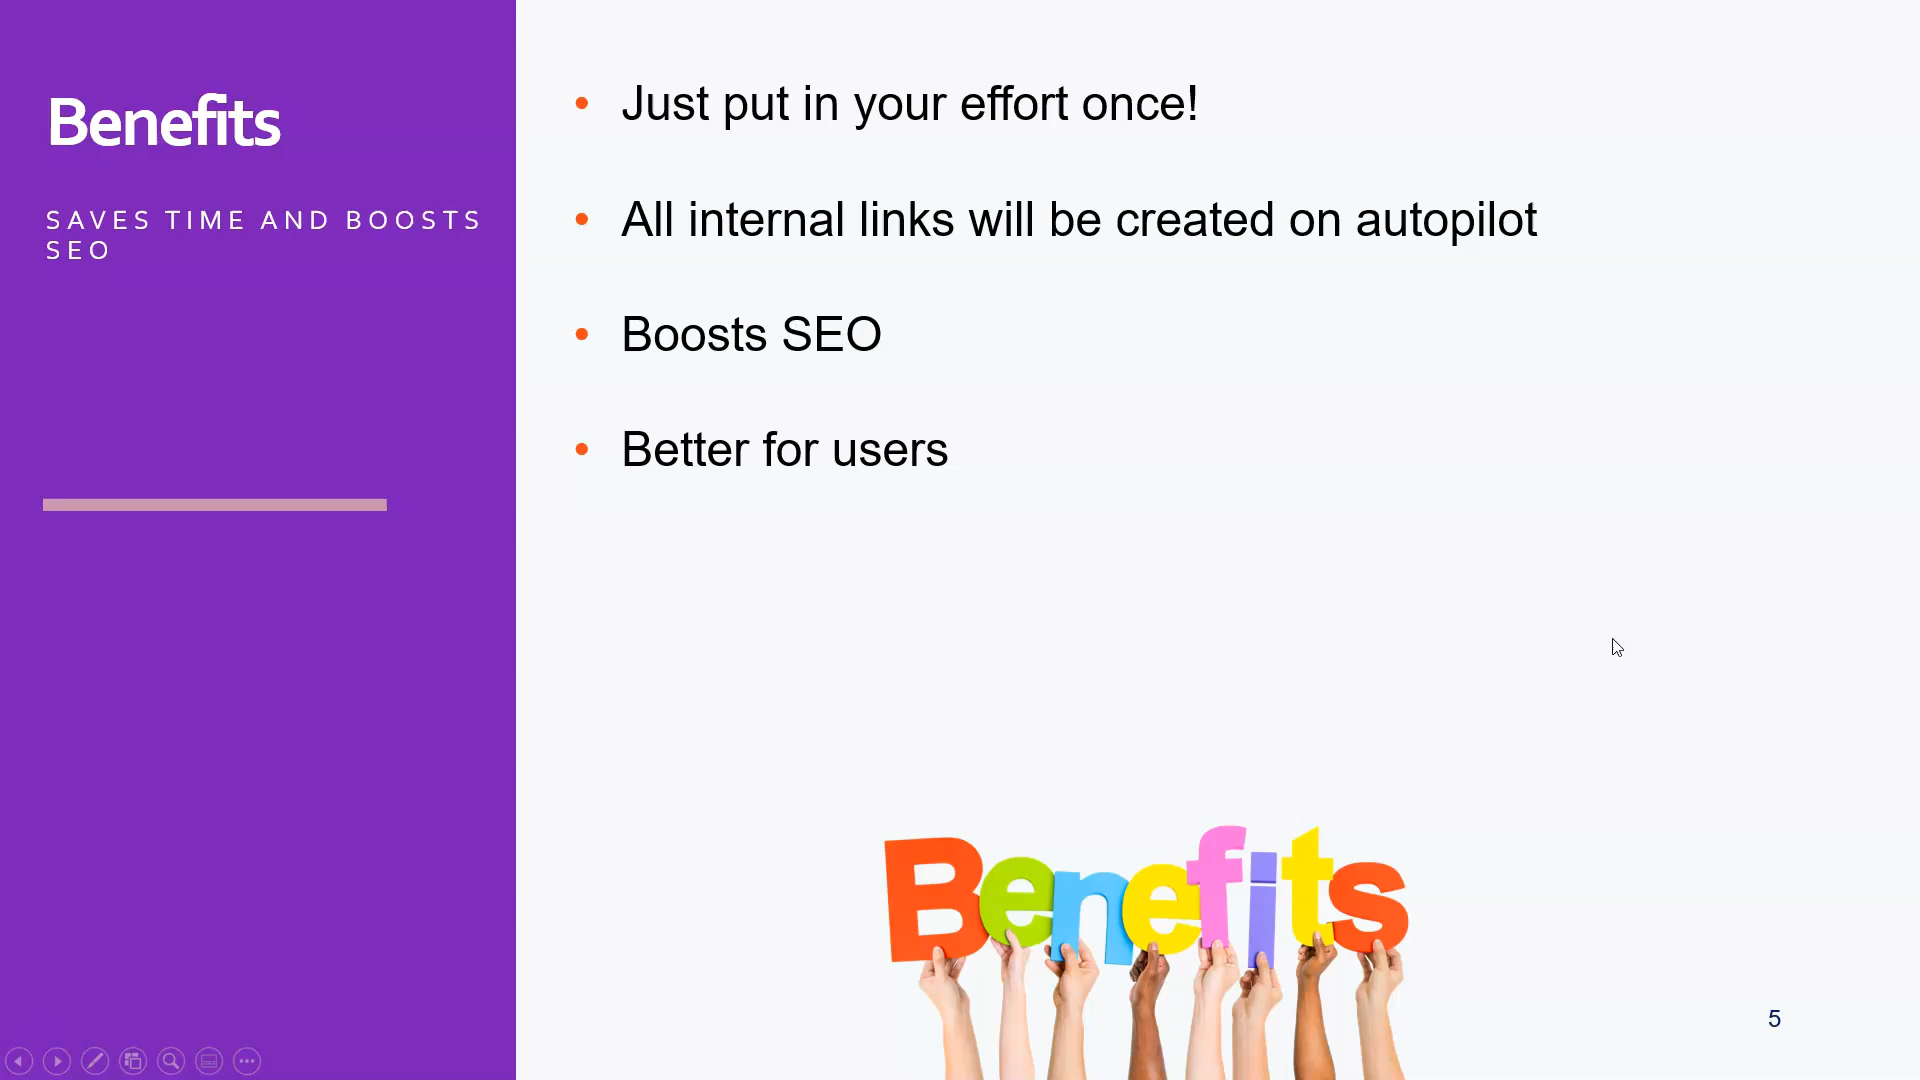 Benefits
SAVES TIME AND BOOSTS
SEO
• Just put in your effort once!
• All internal links will be created on autopilot
• Boosts SEO
• Better for users
Benefits
5